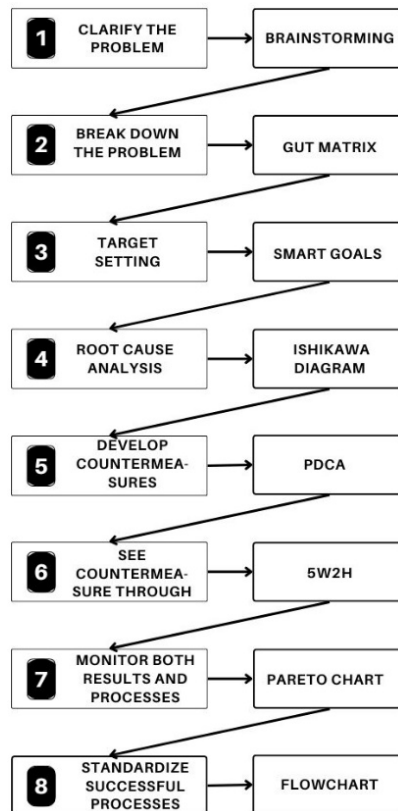 1
CLARIFY THE
PROBLEM
BRAINSTORMING
2
BREAK DOWN
THE PROBLEM
GUT MATRIX
3
TARGET
SETTING
SMART GOALS
4
ROOT CAUSE
ANALYSIS
ISHIKAWA
DIAGRAM
5
DEVELOP
COUNTERMEA-
SURES
PDCA
6
SEE
COUNTERMEA-
SURE THROUGH
5W2H
7
MONITOR BOTH
RESULTS AND
PROCESSES
PARETO CHART
8
STANDARDIZE
SUCCESSFUL
PROCESSES
FLOWCHART